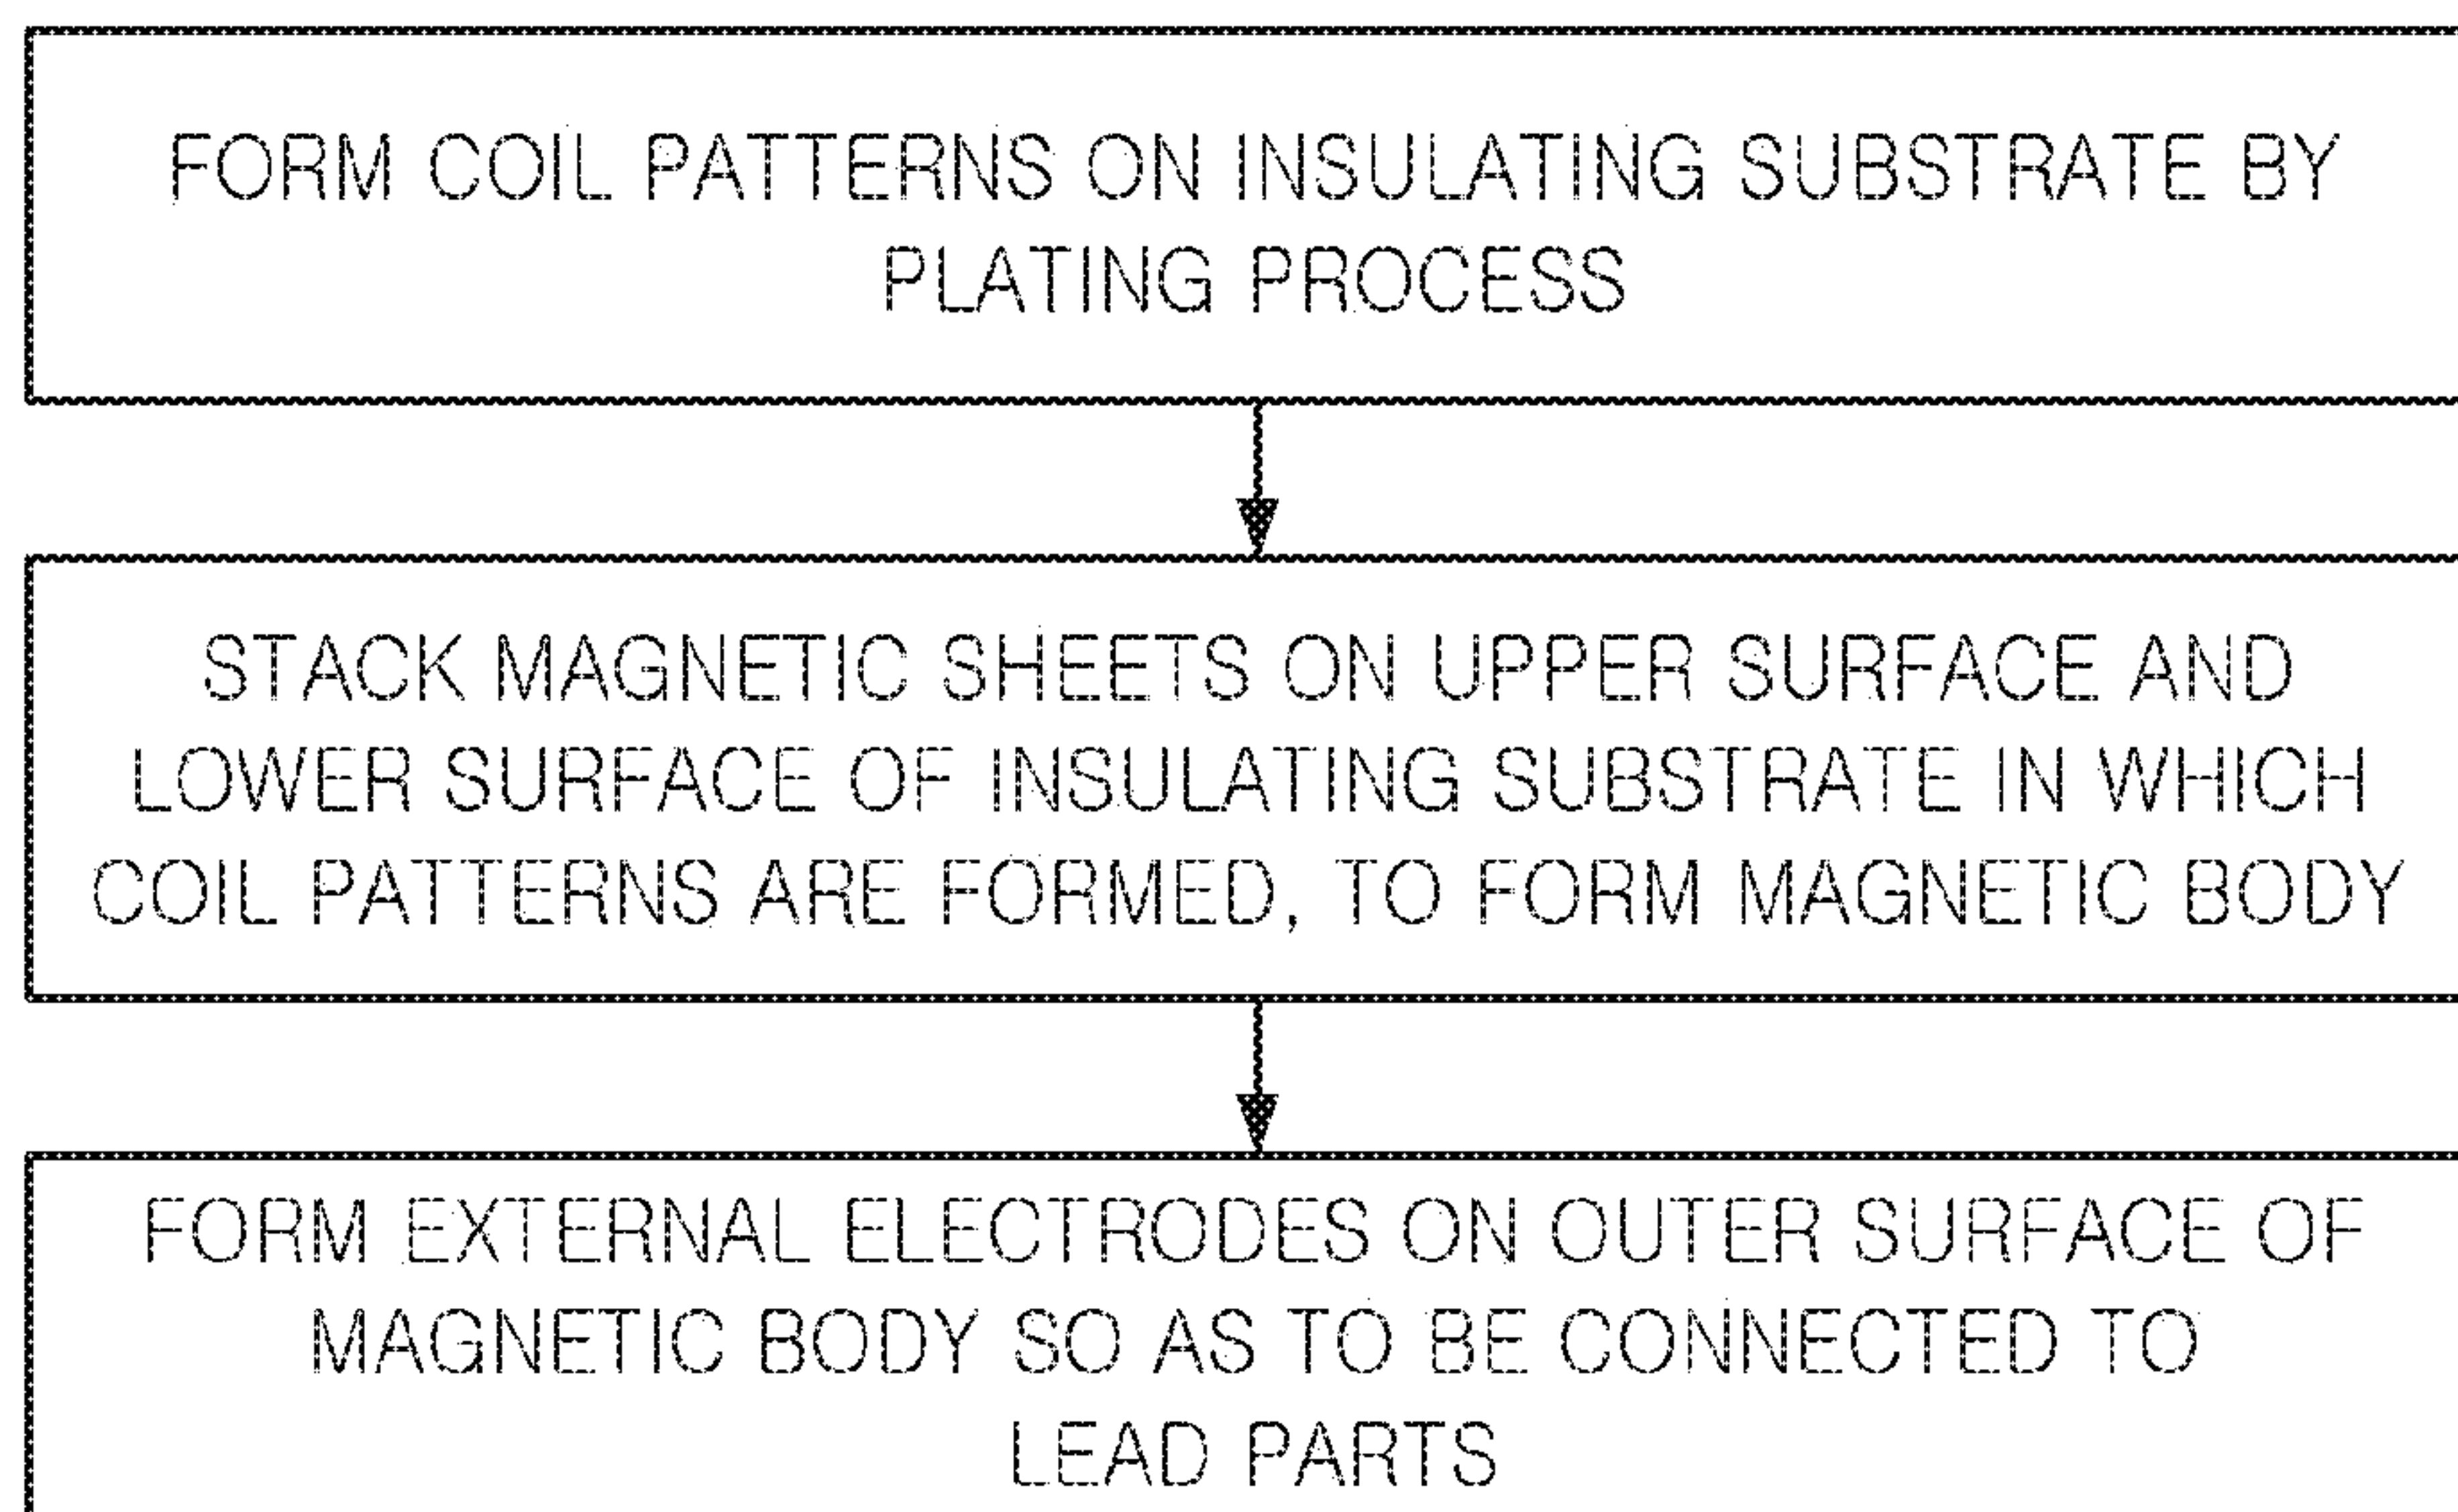 FORM COIL PATTERNS ON INSULATING SUBSTRATE BY
PLATING PROCESS
STACK MAGNETIC SHEETS ON UPPER SURFACE AND
LOWER SURFACE OF INSULATING SUBSTRATE IN WHICH
COIL PATTERNS ARE FORMED, TO FORM MAGNETIC BODY
FORM EXTERNAL ELECTRODES ON OUTER SURFACE OF
MAGNETIC BODY SO AS TO BE CONNECTED TO
LEAD PARTS